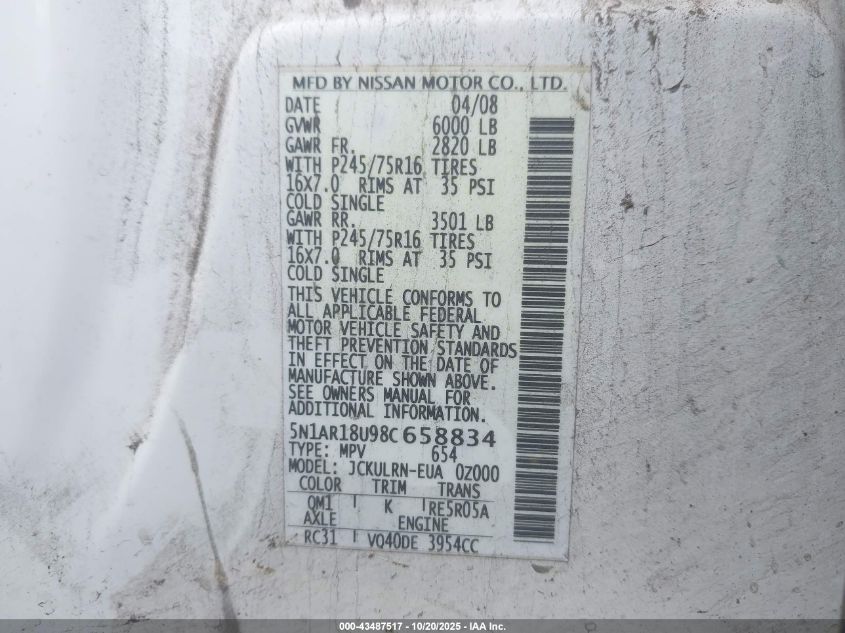 MFD BY NISSAN MOTOR CO., LTD.
DATE 04/08
GVWR 6000 LB
GAWR FR. 2820 LB
WITH P245/75R16 TIRES
16X7.0 RIMS AT 35 PSI
COLD SINGLE
GAWR RR. 3501 LB
WITH P245/75R16 TIRES
16X7.0 RIMS AT 35 PSI
COLD SINGLE
THIS VEHICLE CONFORMS TO
ALL APPLICABLE FEDERAL
MOTOR VEHICLE SAFETY AND
THEFT PREVENTION STANDARDS
IN EFFECT ON THE DATE OF
MANUFACTURE SHOWN ABOVE.
SEE OWNERS MANUAL FOR
ADDITIONAL INFORMATION.
5N1AR18U98C658834
TYPE: MPV 654
MODEL: JCKULRN-EUA 0Z000
COLOR TRIM TRANS
QM1 K RE5R05A
AXLE ENGINE
RC31 VQ40DE 3954CC
000-43487517 - 10/20/2025 - IAA Inc.